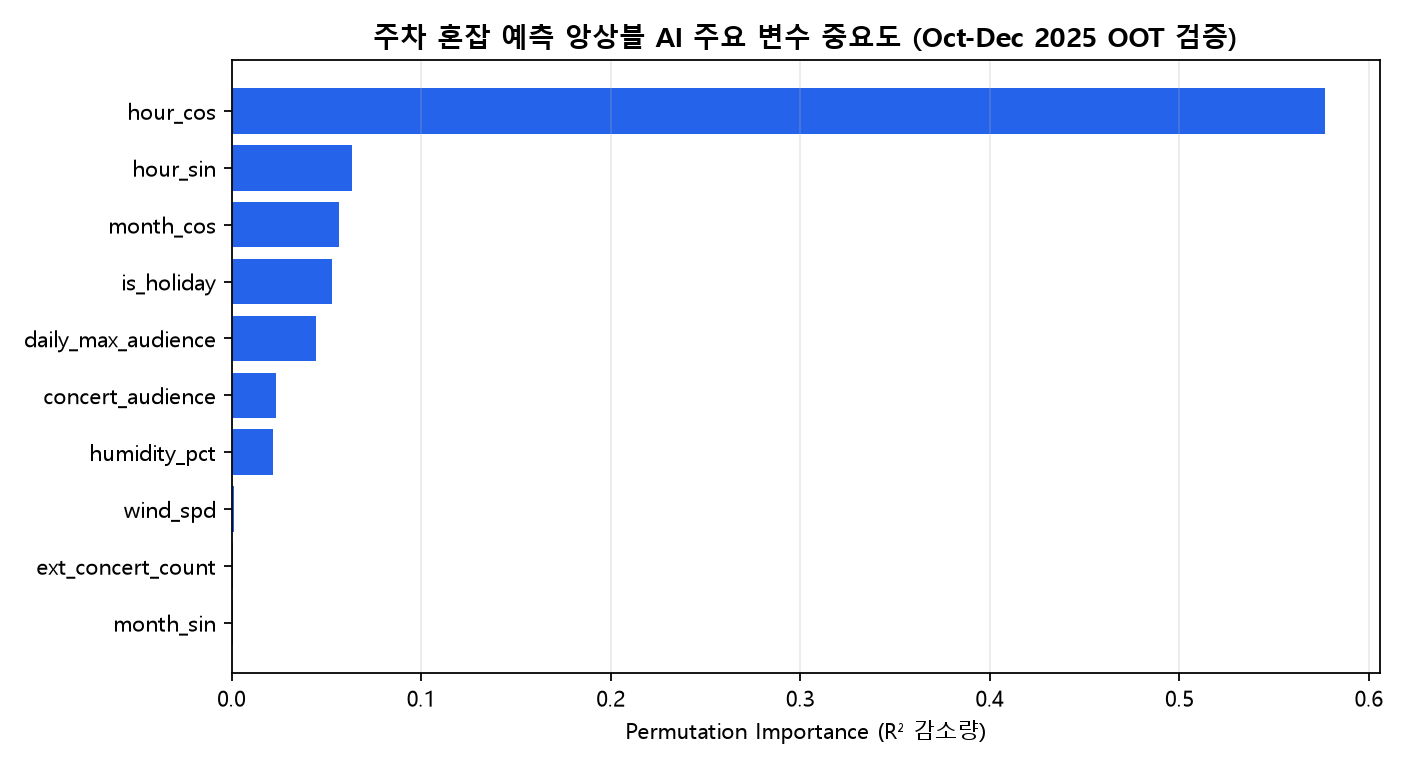 주차 혼잡 예측 앙상블 AI 주요 변수 중요도 (Oct-Dec 2025 OOT 검증)
hour_cos
hour_sin
month_cos
is_holiday
daily_max_audience
concert_audience
humidity_pct
wind_spd
ext_concert_count
month_sin
0.0 0.1 0.2 0.3 0.4 0.5 0.6
Permutation Importance (R² 감소량)